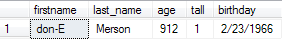 firstname last_name age tall birthday
1 don-E Merson 912 1 2/23/1966